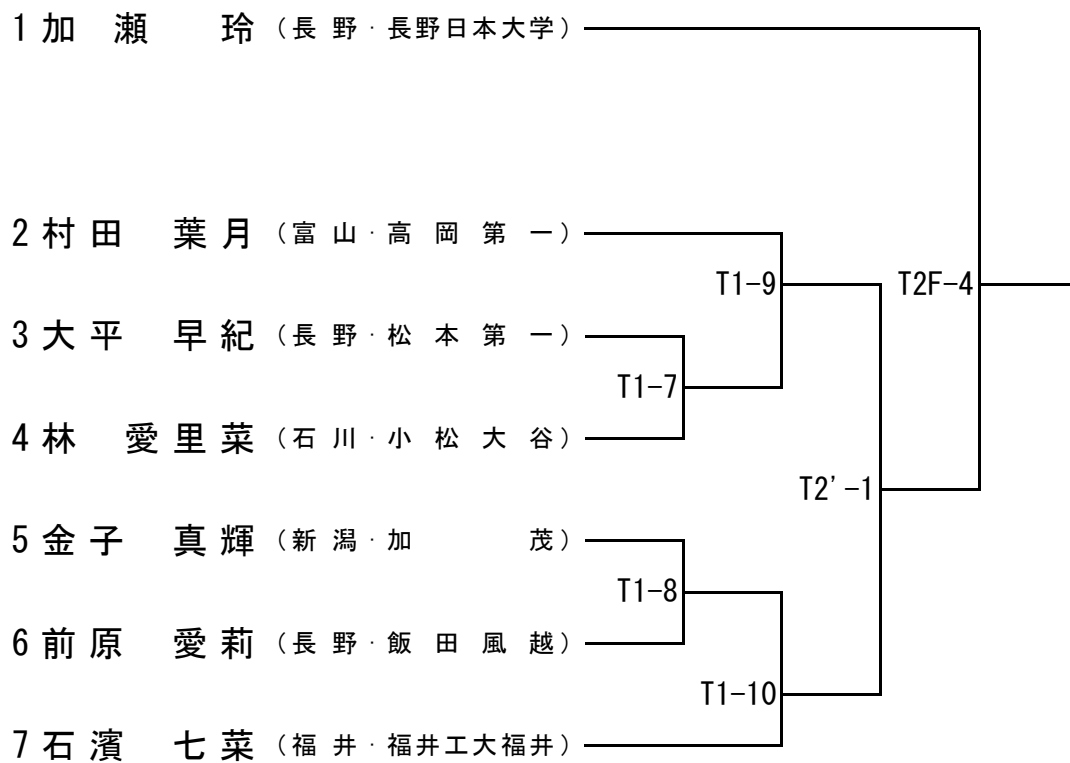 1 加瀬 玲 (長野・長野日本大学)
2 村田 葉月 (富山・高岡第一)
T1-9
T2F-4
3 大平 早紀 (長野・松本第一)
T1-7
4 林 愛里菜 (石川・小松大谷)
T2'-1
5 金子 真輝 (新潟・加茂)
T1-8
6 前原 愛莉 (長野・飯田風越)
T1-10
7 石濱 七菜 (福井・福井工大福井)